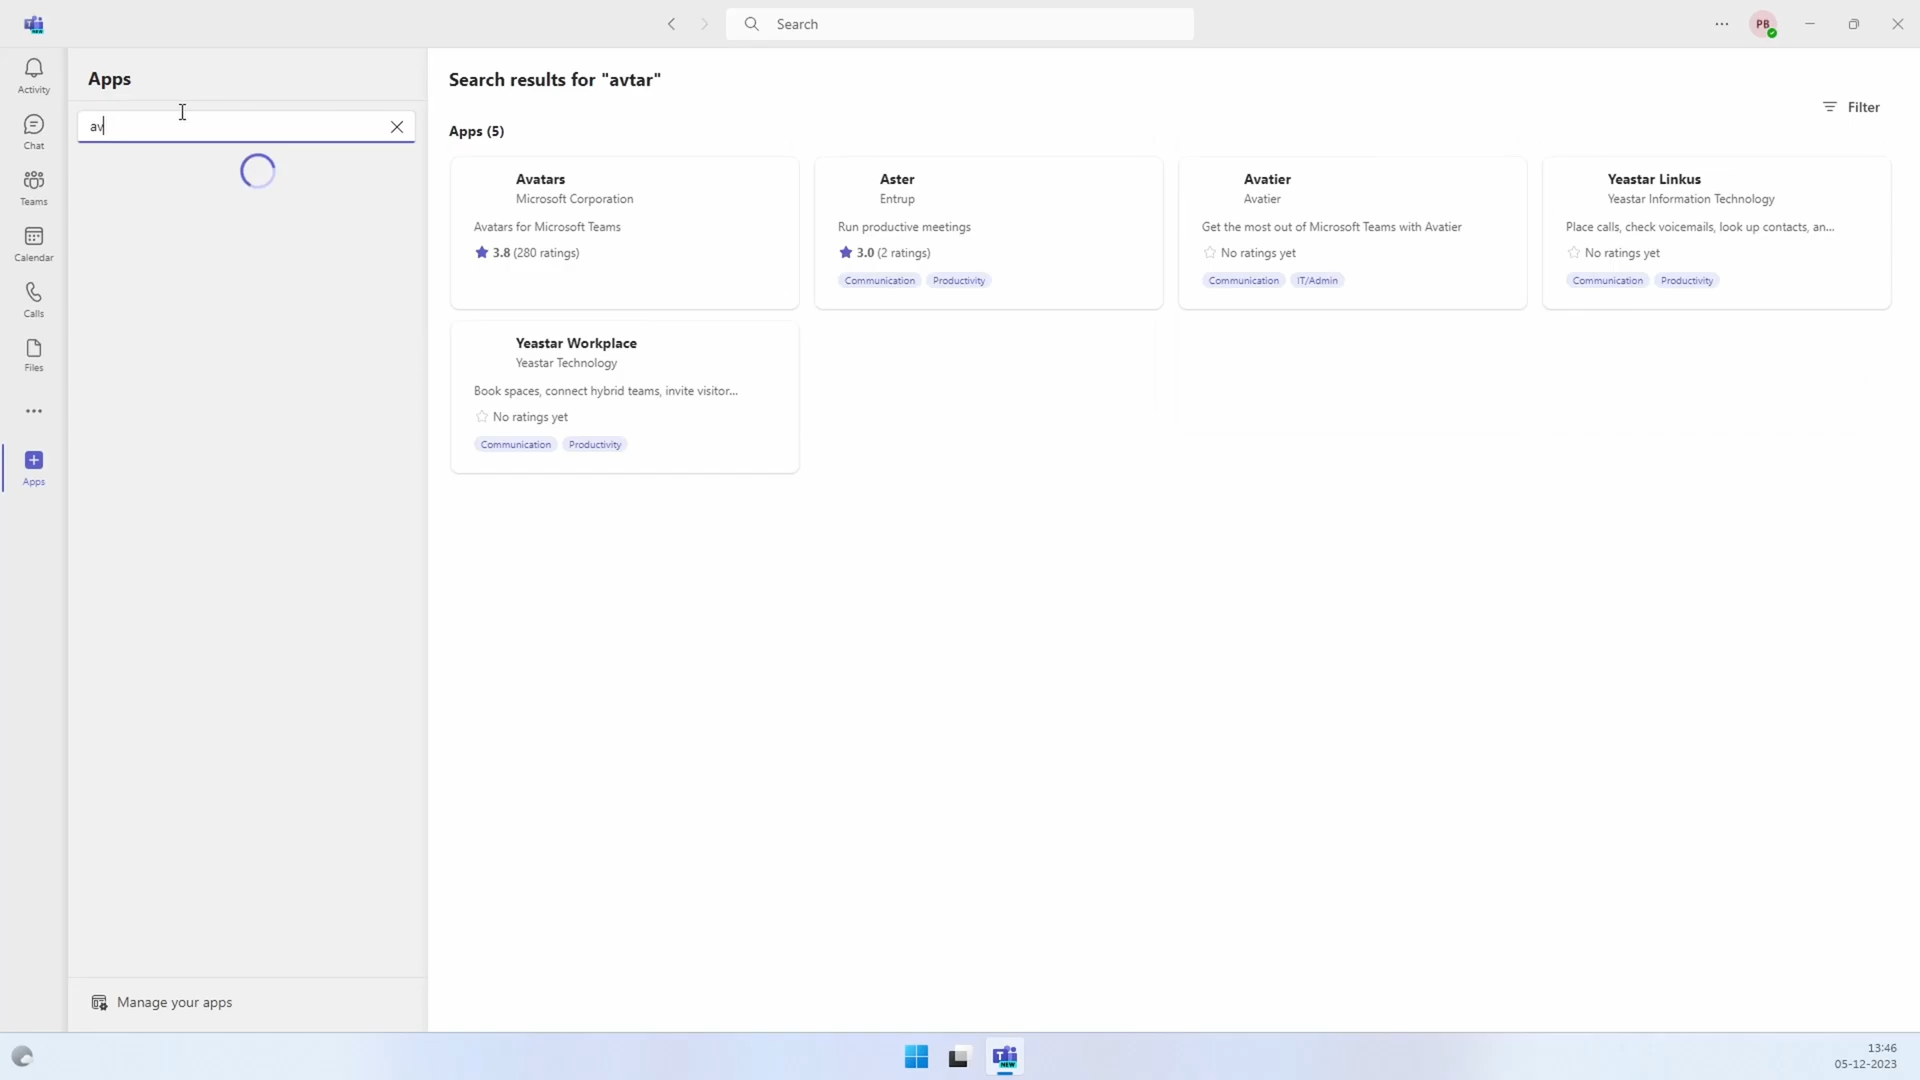 Search
PB
Activity
Chat
Teams
Calendar
Calls
Files
Apps
Apps
av
Manage your apps
Search results for "avtar"
Filter
Apps (5)
Avatars
Microsoft Corporation
Avatars for Microsoft Teams
3.8 (280 ratings)
Aster
Entrup
Run productive meetings
3.0 (2 ratings)
Communication Productivity
Avatier
Avatier
Get the most out of Microsoft Teams with Avatier
No ratings yet
Communication IT/Admin
Yeastar Linkus
Yeastar Information Technology
Place calls, check voicemails, look up contacts, an...
No ratings yet
Communication Productivity
Yeastar Workplace
Yeastar Technology
Book spaces, connect hybrid teams, invite visitor...
No ratings yet
Communication Productivity
NEW
13:46
05-12-2023